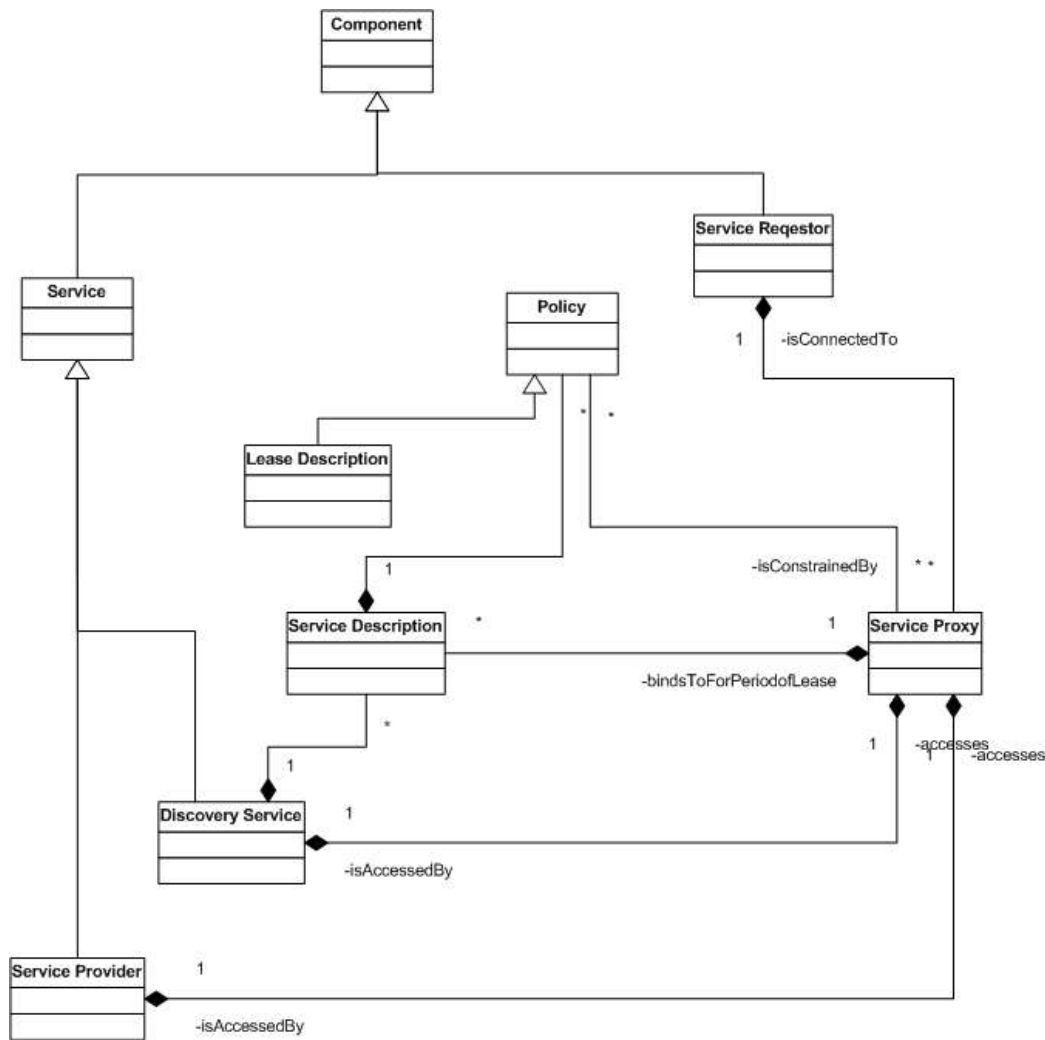 Component
Service Reqestor
Service
Policy
1
-isConnectedTo
*
*
Lease Description
1
-isConstrainedBy
*
*
Service Description
*
1
Service Proxy
-bindsToForPeriodofLease
*
1
-accesses
1
-accesses
1
Discovery Service
1
-isAccessedBy
Service Provider
1
-isAccessedBy